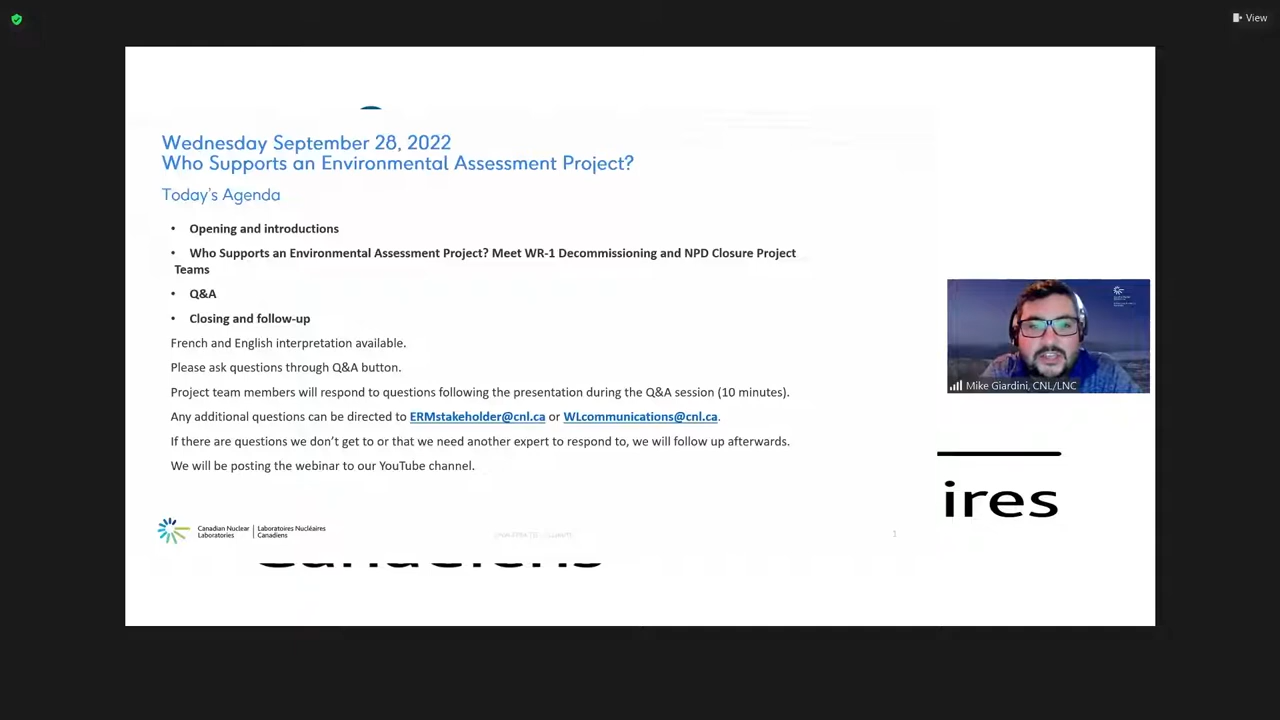 View
Wednesday September 28, 2022
Who Supports an Environmental Assessment Project?
Today's Agenda
• Opening and introductions
• Who Supports an Environmental Assessment Project? Meet WR-1 Decommissioning and NPD Closure Project
Teams
• Q&A
• Closing and follow-up
French and English interpretation available.
Please ask questions through Q&A button.
Project team members will respond to questions following the presentation during the Q&A session (10 minutes).
Any additional questions can be directed to ERMstakeholder@cnl.ca or WLcommunications@cnl.ca.
If there are questions we don't get to or that we need another expert to respond to, we will follow up afterwards.
We will be posting the webinar to our YouTube channel.
Mike Giardini, CNL/LNC
ires
Canadian Nuclear Laboratories | Laboratoires Nucléaires Canadiens
1